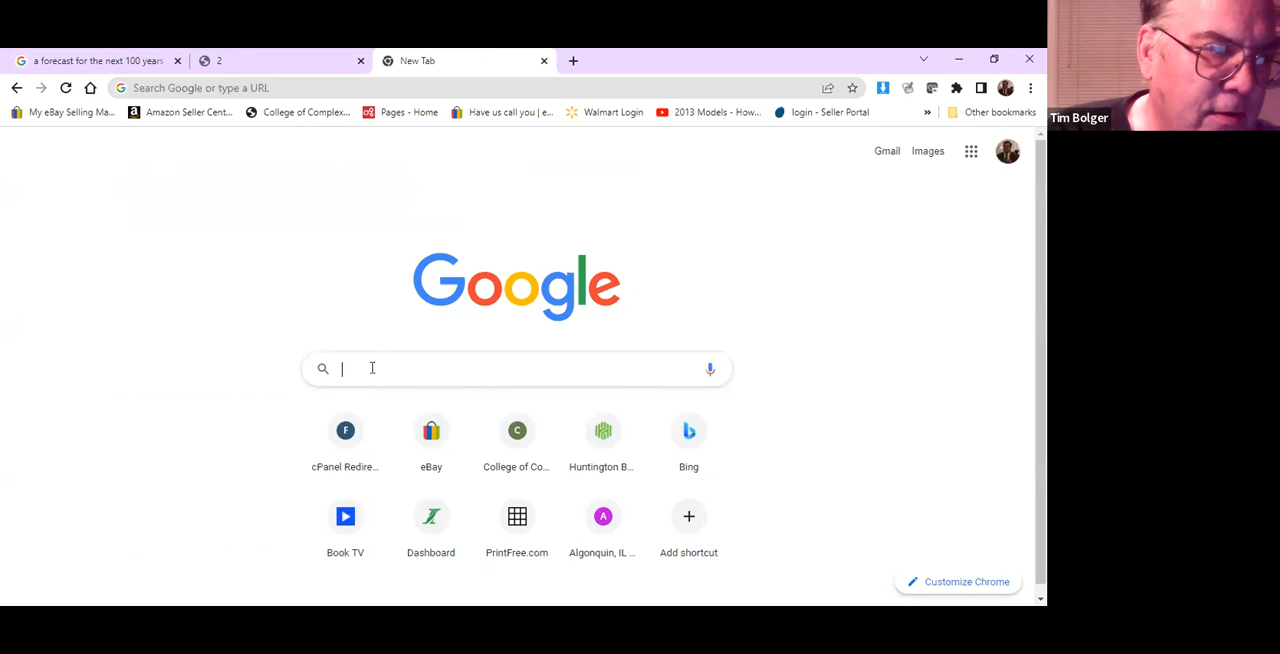 a forecast for the next 100 years
2
New Tab
Search Google or type a URL
My eBay Selling Ma...
Amazon Seller Cent...
College of Complex...
Pages - Home
Have us call you | e...
Walmart Login
2013 Models - How...
login - Seller Portal
»
Other bookmarks
Tim Bolger
Gmail
Images
Google
F
C
cPanel Redire...
eBay
College of Co...
Huntington B...
Bing
A
Book TV
Dashboard
PrintFree.com
Algonquin, IL ...
Add shortcut
Customize Chrome